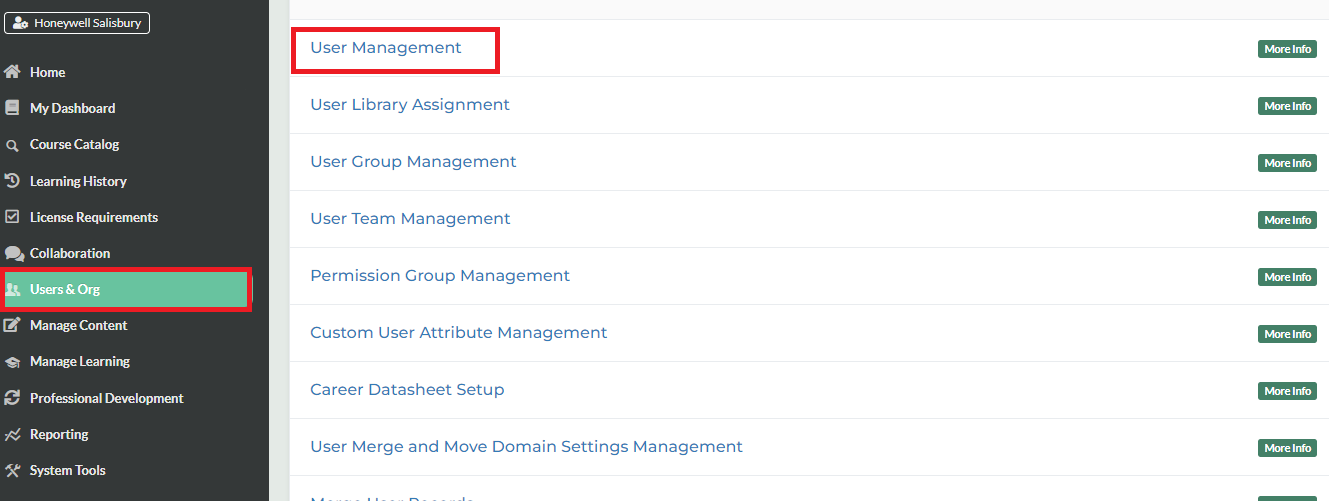 Honeywell Salisbury
Home
My Dashboard
Course Catalog
Learning History
License Requirements
Collaboration
Users & Org
Manage Content
Manage Learning
Professional Development
Reporting
System Tools
User Management More Info
User Library Assignment More Info
User Group Management More Info
User Team Management More Info
Permission Group Management More Info
Custom User Attribute Management More Info
Career Datasheet Setup More Info
User Merge and Move Domain Settings Management More Info
Merge User Records